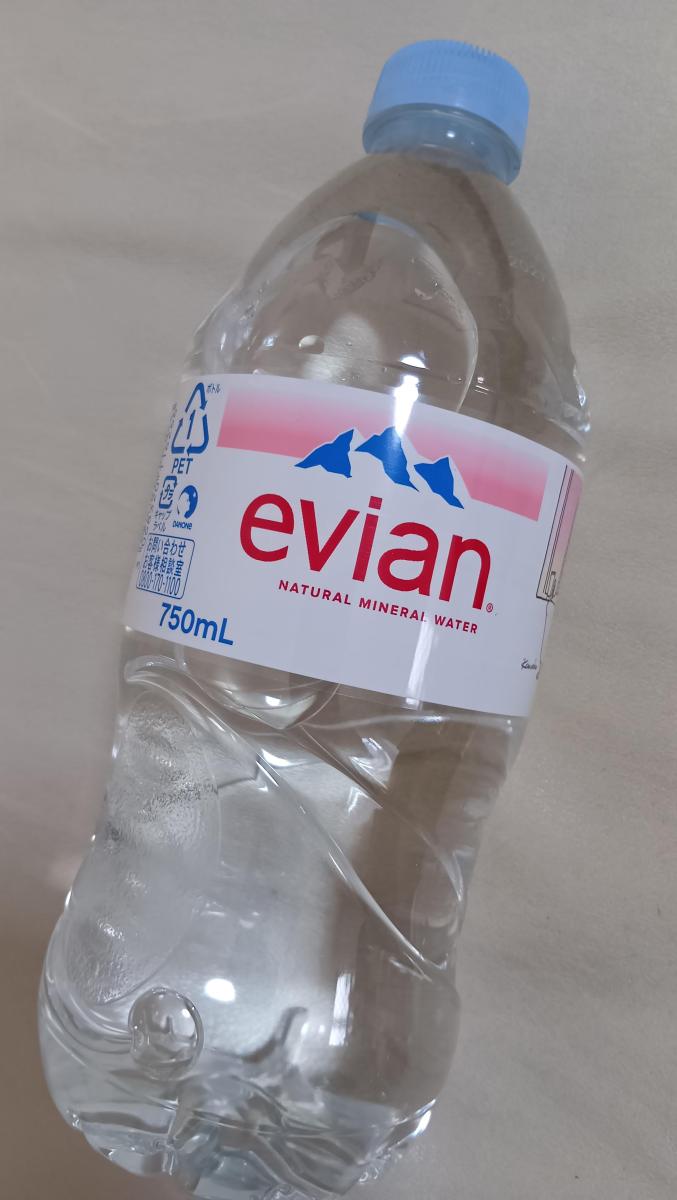 ボトル
1
PET
キャップ
ラベル
DANONE
お問い合わせ
お客様相談室
0800-170-1100
750mL
evian®
NATURAL MINERAL WATER